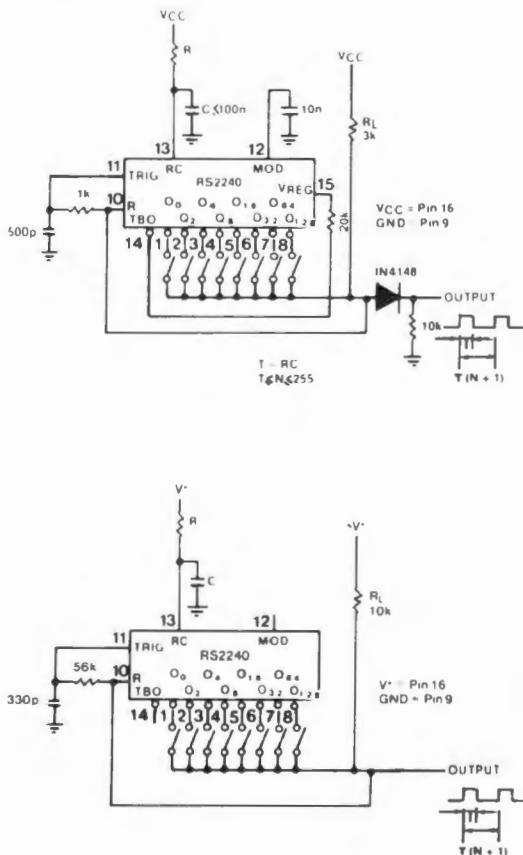 VCC
R
VCC
C≤100n
10n
RL
3k
13
12
11
RC
MOD
TRIG
RS2240
VREG
15
1k
10
R
TBO
O0 O4 O16 O64
O2 O8 O32 O128
20k
VCC = Pin 16
GND = Pin 9
500p
14 1 2 3 4 5 6 7 8
IN4148
OUTPUT
10k
T
T (N + 1)
T – RC
T≤N≤255
V+
R
V+
C
RL
10k
13
12
11
RC
MOD
TRIG
RS2240
56k
10
R
TBO
O0 O4 O16 O64
O2 O8 O32 O128
V+ = Pin 16
GND = Pin 9
330p
14 1 2 3 4 5 6 7 8
OUTPUT
T
T (N + 1)